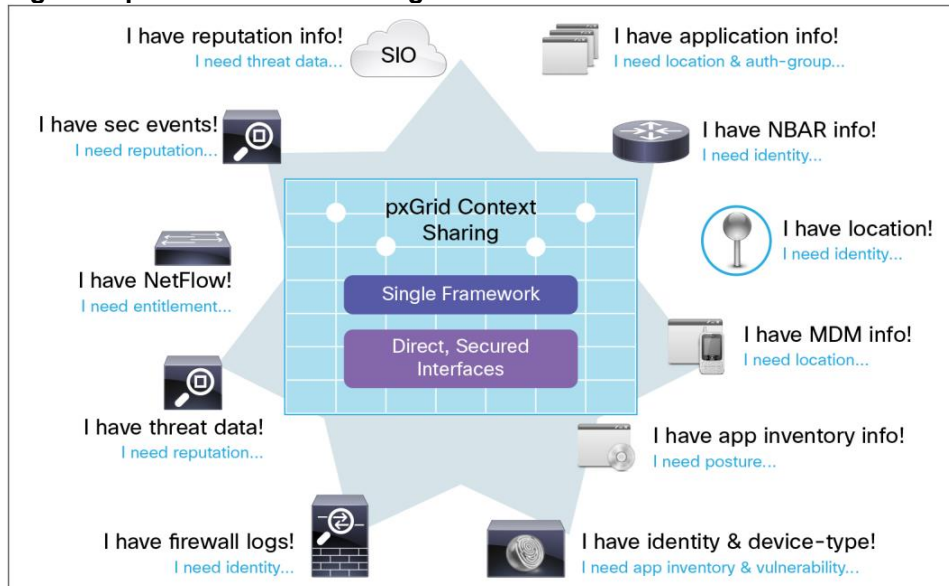 I have reputation info!
I need threat data...
SIO
I have application info!
I need location & auth-group...
I have sec events!
I need reputation...
I have NBAR info!
I need identity...
pxGrid Context
Sharing
I have location!
I need identity...
I have NetFlow!
I need entitlement...
Single Framework
Direct, Secured
Interfaces
I have MDM info!
I need location...
I have threat data!
I need reputation...
I have app inventory info!
I need posture...
I have firewall logs!
I need identity...
I have identity & device-type!
I need app inventory & vulnerability...